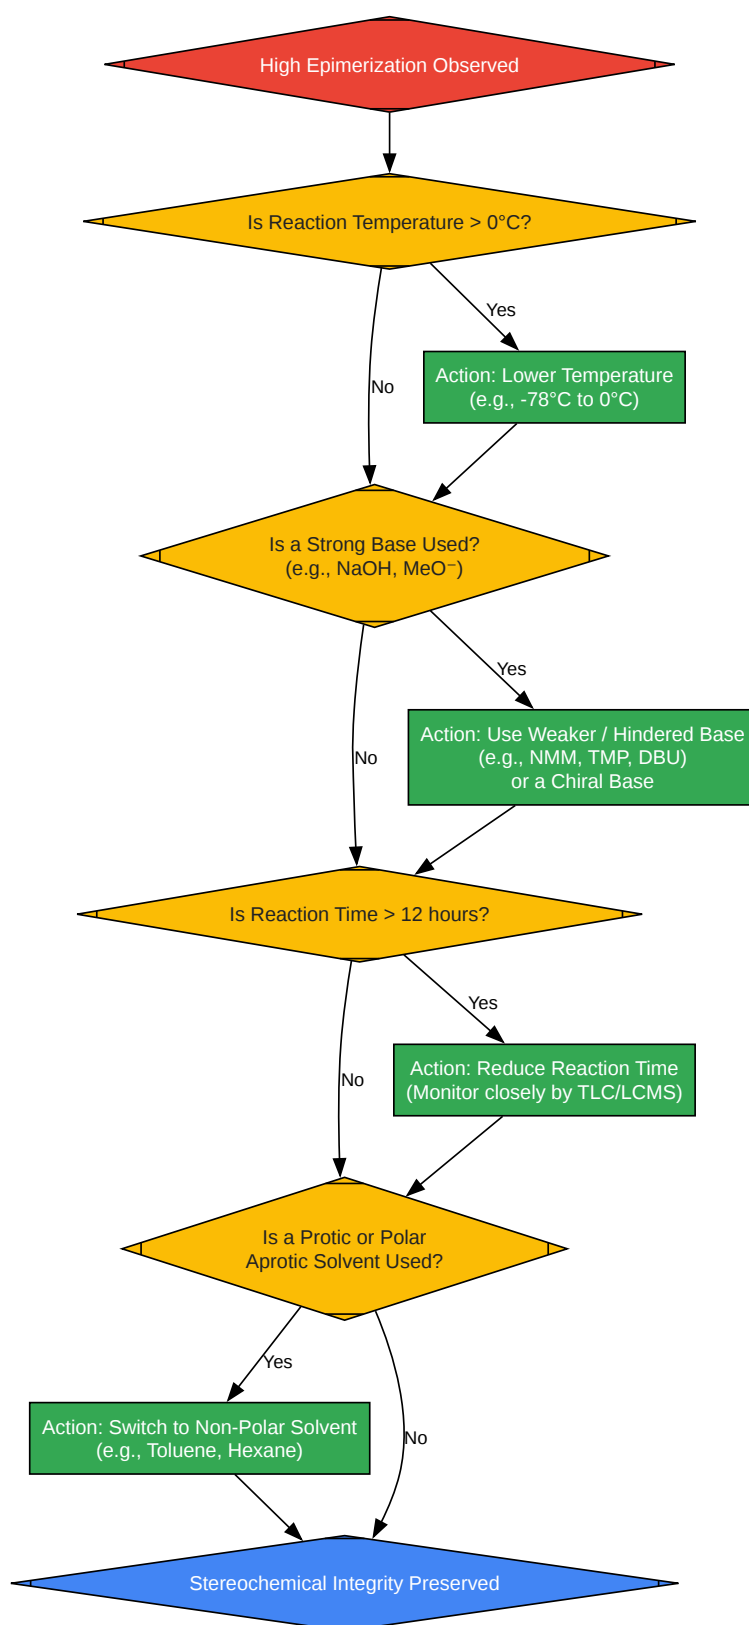 High Epimerization Observed
Is Reaction Temperature > 0°C?
Yes
Action: Lower Temperature
(e.g., -78°C to 0°C)
No
Is a Strong Base Used?
(e.g., NaOH, MeO⁻)
Yes
Action: Use Weaker / Hindered Base
(e.g., NMM, TMP, DBU)
or a Chiral Base
No
Is Reaction Time > 12 hours?
Yes
Action: Reduce Reaction Time
(Monitor closely by TLC/LCMS)
No
Is a Protic or Polar
Aprotic Solvent Used?
Yes
Action: Switch to Non-Polar Solvent
(e.g., Toluene, Hexane)
No
Stereochemical Integrity Preserved